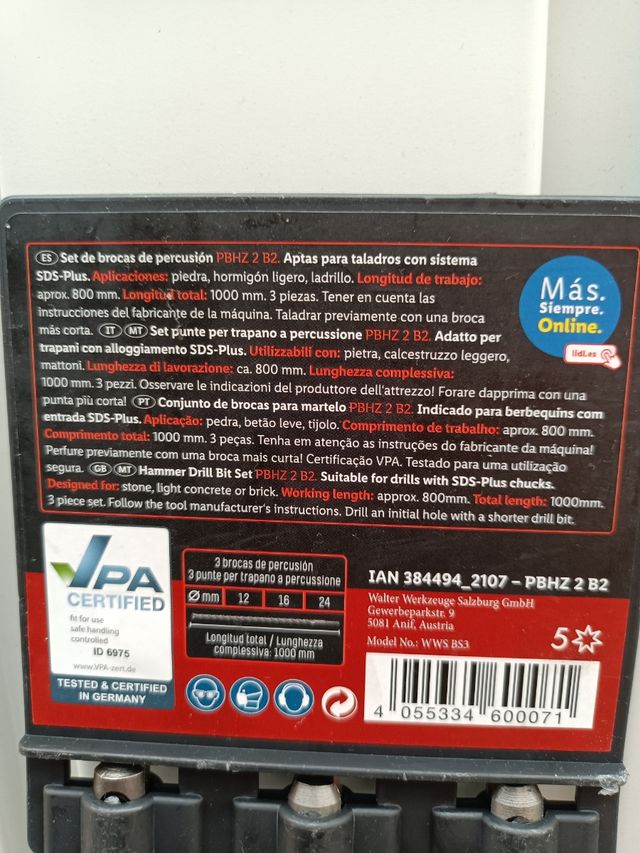 ES Set de brocas de percusión PBHZ 2 B2. Aptas para taladros con sistema
SDS-Plus. Aplicaciones: piedra, hormigón ligero, ladrillo. Longitud de trabajo:
aprox. 800 mm. Longitud total: 1000 mm. 3 piezas. Tener en cuenta las
instrucciones del fabricante de la máquina. Taladrar previamente con una broca
más corta. IT MT Set punte per trapano a percussione PBHZ 2 B2. Adatto per
trapani con alloggiamento SDS-Plus. Utilizzabili con: pietra, calcestruzzo leggero,
mattoni. Lunghezza di lavorazione: ca. 800 mm. Lunghezza complessiva:
1000 mm. 3 pezzi. Osservare le indicazioni del produttore dell'attrezzo! Forare dapprima con una
punta più corta! PT Conjunto de brocas para martelo PBHZ 2 B2. Indicado para berbequins com
entrada SDS-Plus. Aplicação: pedra, betão leve, tijolo. Comprimento de trabalho: aprox. 800 mm.
Comprimento total: 1000 mm. 3 peças. Tenha em atenção as instruções do fabricante da máquina!
Perfure previamente com uma broca mais curta! Certificação VPA. Testado para uma utilização
segura. GB MT Hammer Drill Bit Set PBHZ 2 B2. Suitable for drills with SDS-Plus chucks.
Designed for: stone, light concrete or brick. Working length: approx. 800mm. Total length: 1000mm.
3 piece set. Follow the tool manufacturer's instructions. Drill an initial hole with a shorter drill bit.
Más.
Siempre.
Online.
lidl.es
VPA
CERTIFIED
fit for use
safe handling
controlled
ID 6975
www.VPA-zert.de
TESTED & CERTIFIED
IN GERMANY
3 brocas de percusión
3 punte per trapano a percussione
Ø mm 12 16 24
Longitud total / Lunghezza
complessiva: 1000 mm
IAN 384494_2107 – PBHZ 2 B2
Walter Werkzeuge Salzburg GmbH
Gewerbeparkstr. 9
5081 Anif, Austria
Model No.: WWS BS3
5
4 055334 600071